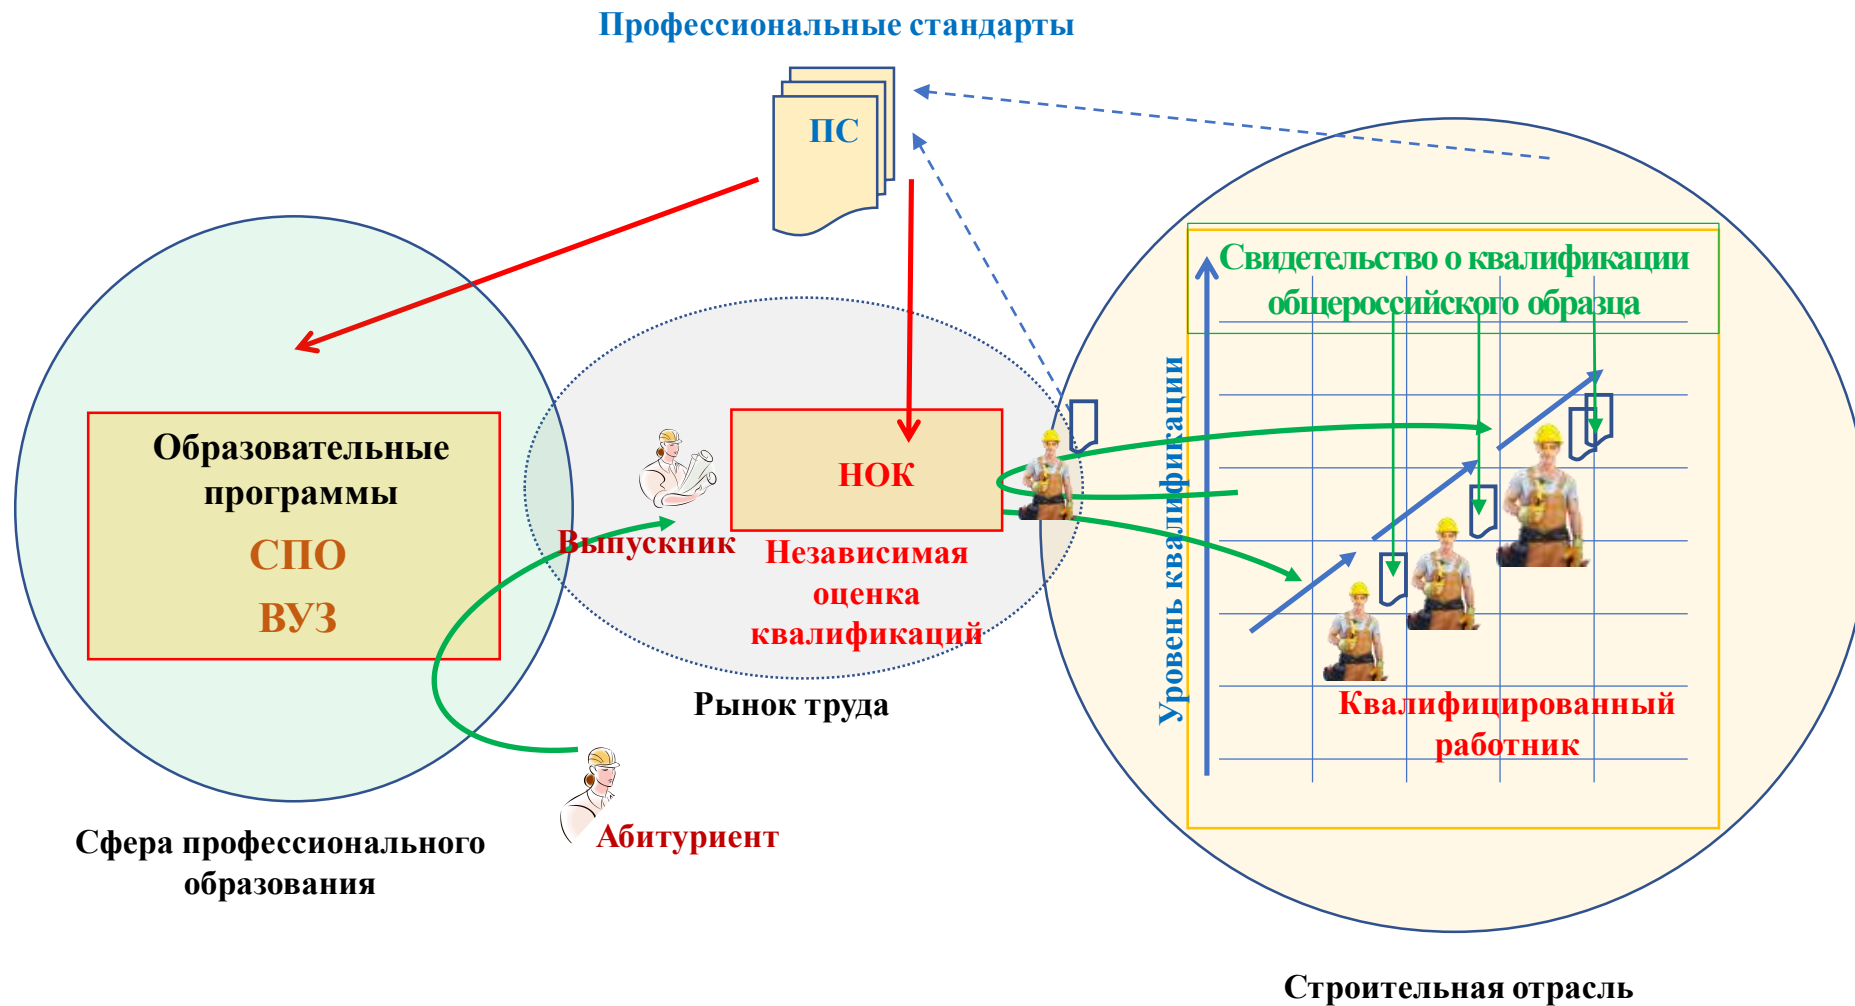 Профессиональные стандарты
ПС
Свидетельство о квалификации
общероссийского образца
Уровень квалификации
Образовательные
программы
СПО
ВУЗ
НОК
Выпускник
Независимая
оценка
квалификаций
Рынок труда
Квалифицированный
работник
Абитуриент
Сфера профессионального
образования
Строительная отрасль